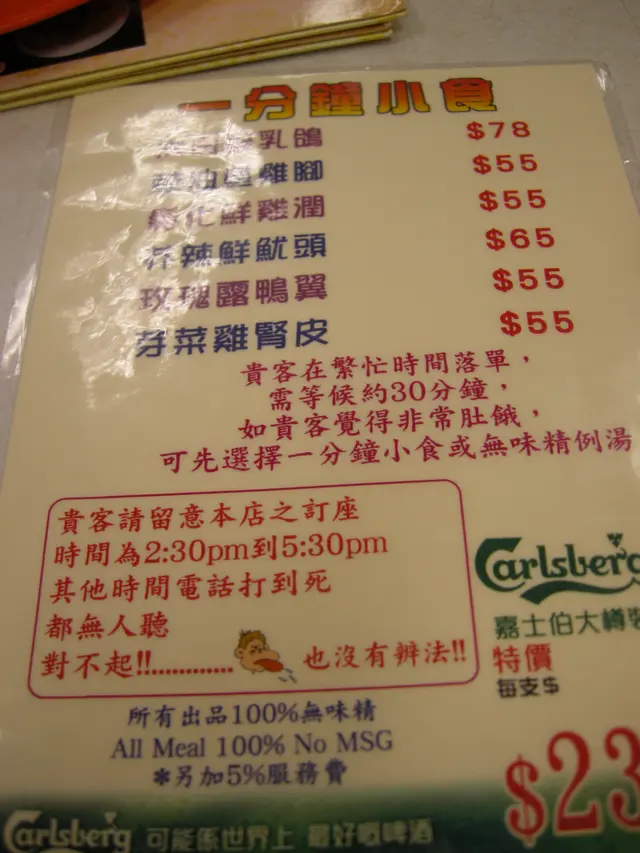 一分鐘小食
乳鴿 $78
油 雞腳 $55
化鮮雞潤 $55
芥辣鮮魷頭 $65
玫瑰露鴨翼 $55
芽菜雞腎皮 $55
貴客在繁忙時間落單，
需等候約30分鐘，
如貴客覺得非常肚餓，
可先選擇一分鐘小食或無味精例湯
貴客請留意本店之訂座
時間為2:30pm到5:30pm
其他時間電話打到死
都無人聽
對不起!!............. 也沒有辦法!!
Carlsberg
嘉士伯大樽裝
特價
每支$
$23
所有出品100%無味精
All Meal 100% No MSG
*另加5%服務費
Carlsberg 可能係世界上 最好嘅啤酒